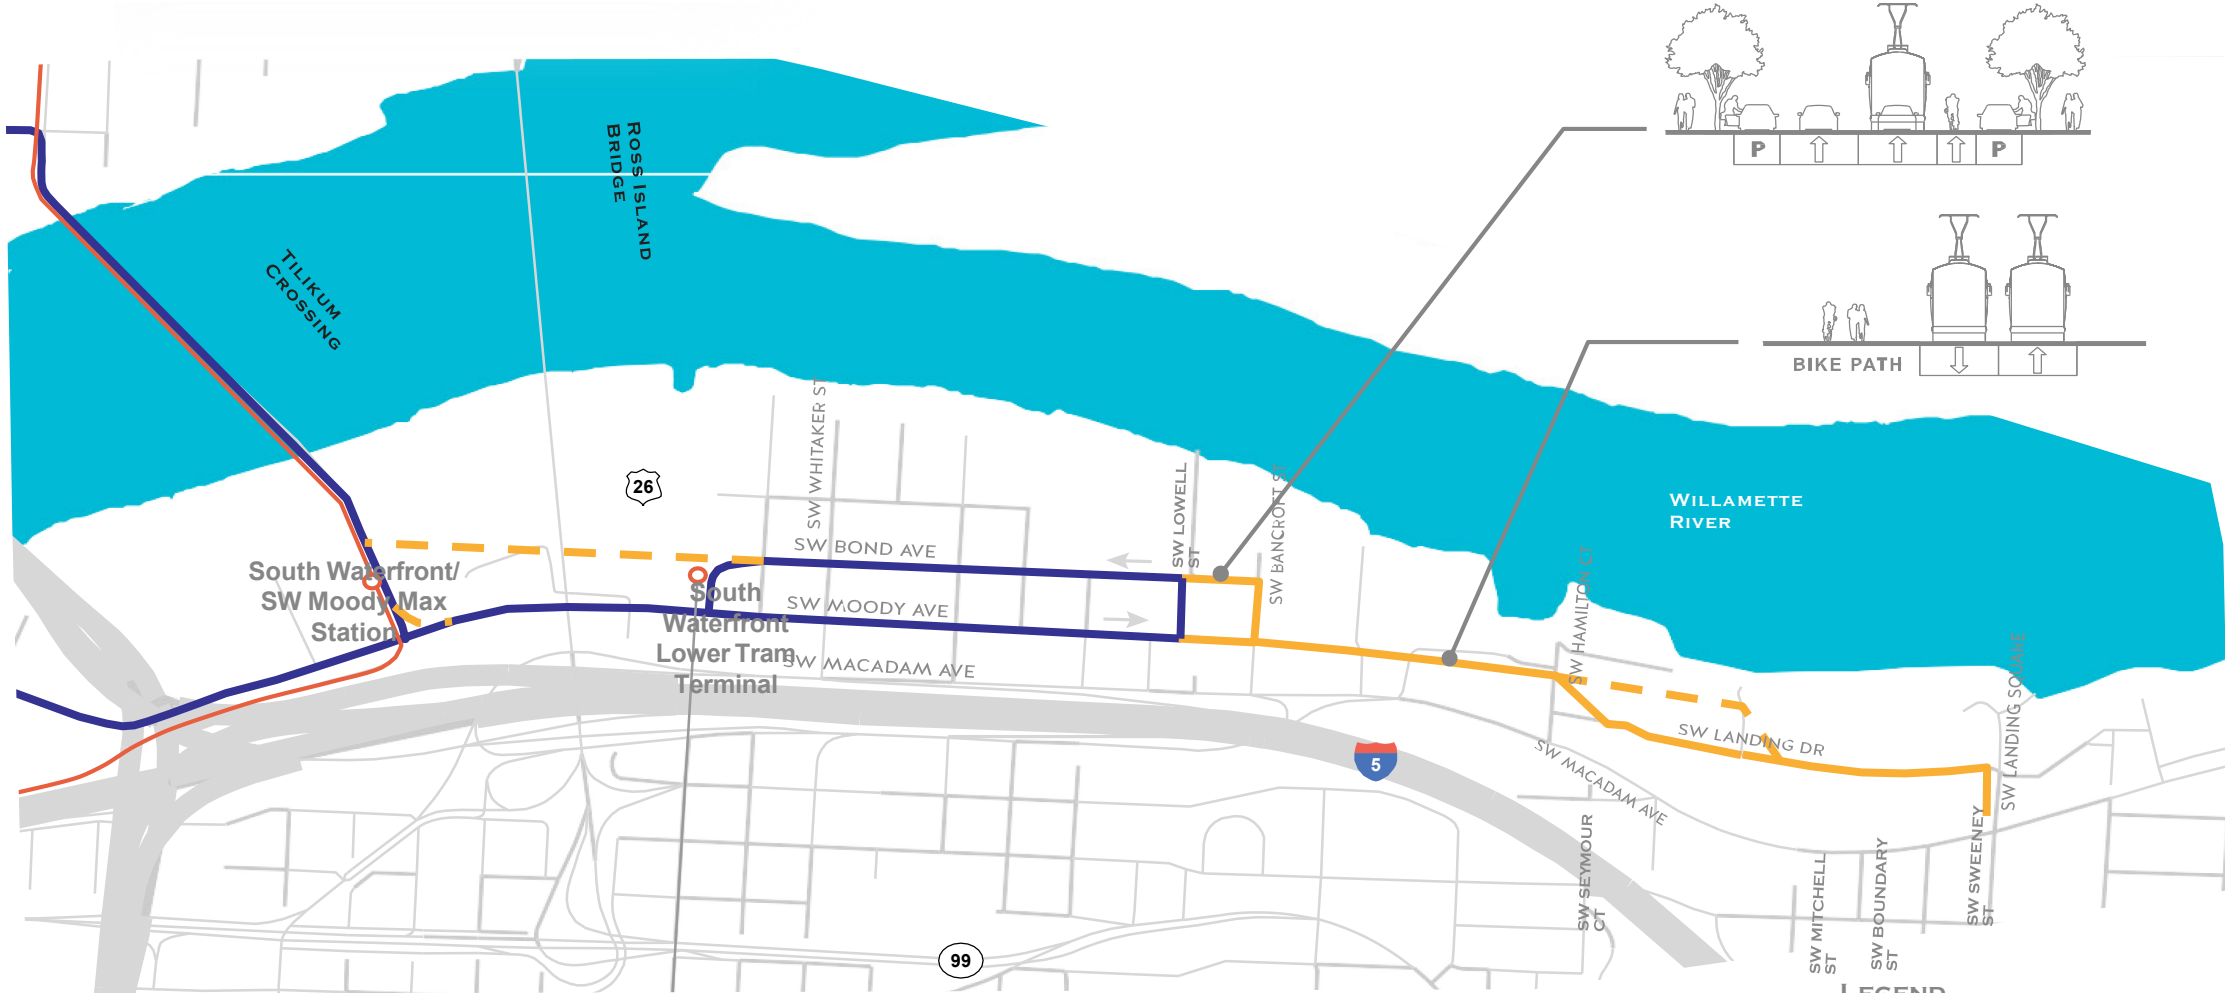 P
P
BIKE PATH
ROSS ISLAND
BRIDGE
TILIKUM
CROSSING
WILLAMETTE
RIVER
26
SW WHITAKER ST
SW LOWELL
ST
SW BANCROFT ST
SW BOND AVE
SW MOODY AVE
SW MACADAM AVE
South Waterfront/
SW Moody Max
Station
South
Waterfront
Lower Tram
Terminal
SW HAMILTON CT
SW LANDING DR
SW LANDING SQUARE
SW MACADAM AVE
5
SW SEYMOUR
CT
SW MITCHELL
ST
SW BOUNDARY
ST
SW SWEENEY
ST
99
LEGEND